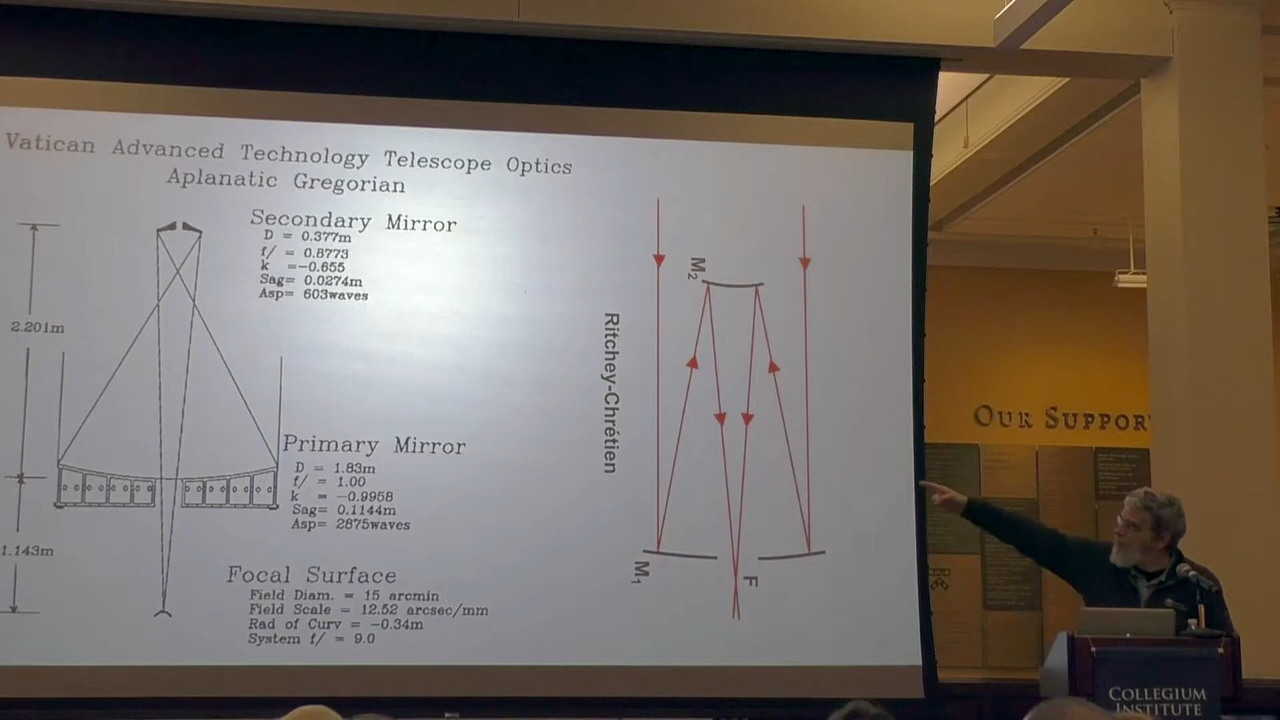 Vatican Advanced Technology Telescope Optics
Aplanatic Gregorian
Secondary Mirror
D = 0.377m
f/ = 0.8773
k =-0.655
Sag= 0.0274m
Asp= 603waves
2.201m
Primary Mirror
D = 1.83m
f/ = 1.00
k = -0.9958
Sag= 0.1144m
Asp= 2875waves
1.143m
Focal Surface
Field Diam. = 15 arcmin
Field Scale = 12.52 arcsec/mm
Rad of Curv = -0.34m
System f/ = 9.0
M2
Ritchey-Chrétien
M1
F
OUR SUPPOR
COLLEGIUM
INSTITUTE